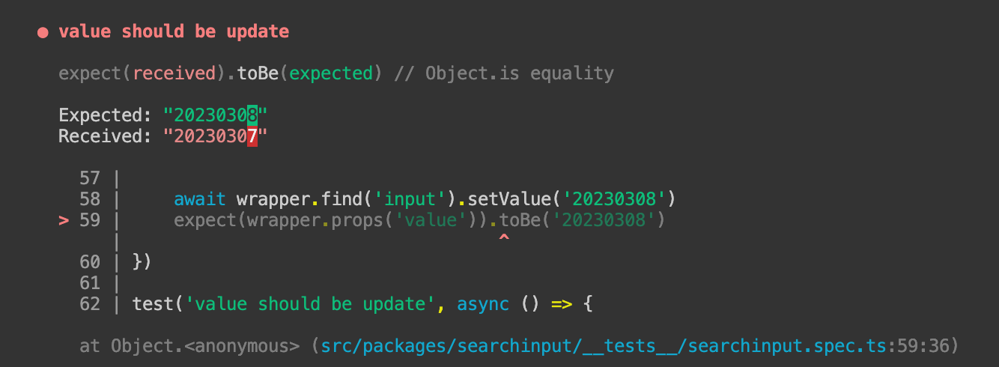 ● value should be update
expect(received).toBe(expected) // Object.is equality
Expected: "20230308"
Received: "20230307"
57 |
58 |     await wrapper.find('input').setValue('20230308')
> 59 |     expect(wrapper.props('value')).toBe('20230308')
|                                    ^
60 | })
61 |
62 | test('value should be update', async () => {
at Object.<anonymous> (src/packages/searchinput/__tests__/searchinput.spec.ts:59:36)